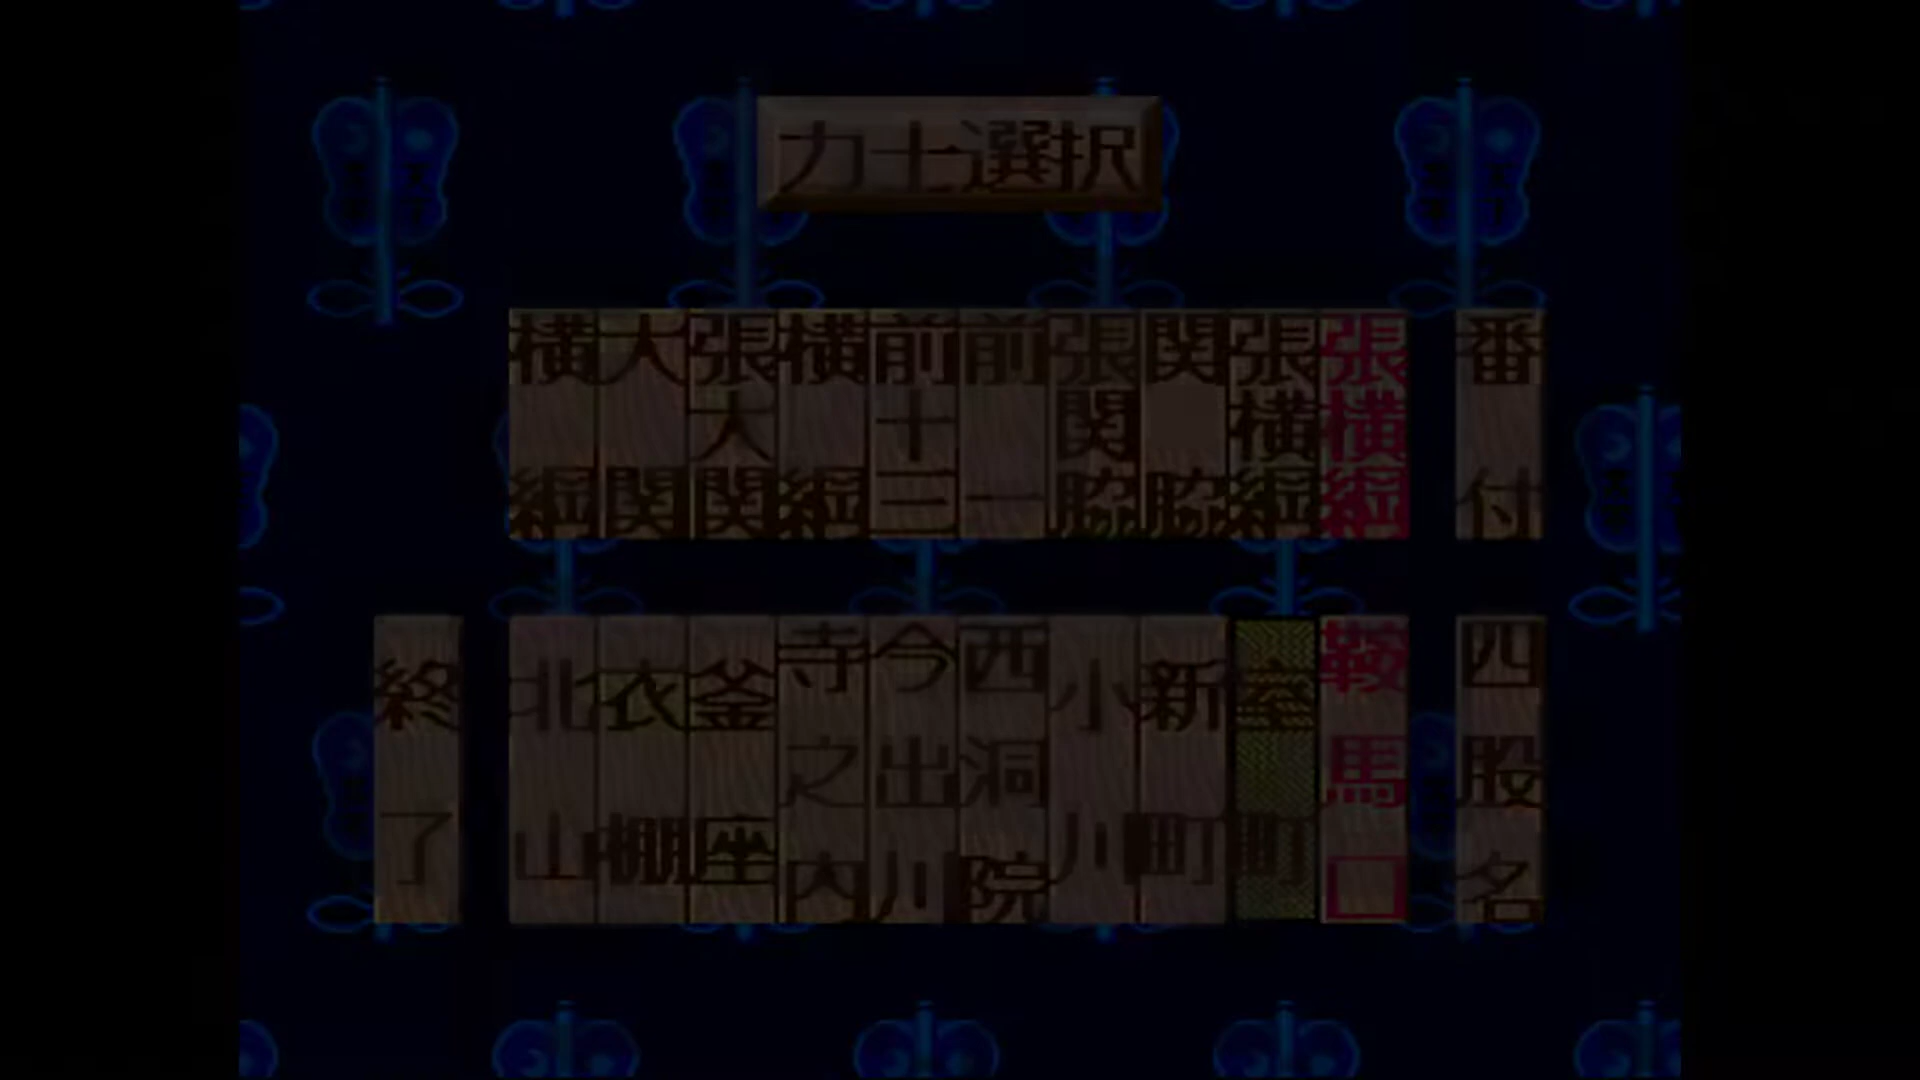 力士選択
番付
張横綱
張横綱
関脇
張関脇
前一
前十三
横綱
張大関
大関
横綱
四股名
鞍馬口
室町
新町
小川
西洞院
今出川
寺之内
釜座
衣棚
北山
終了